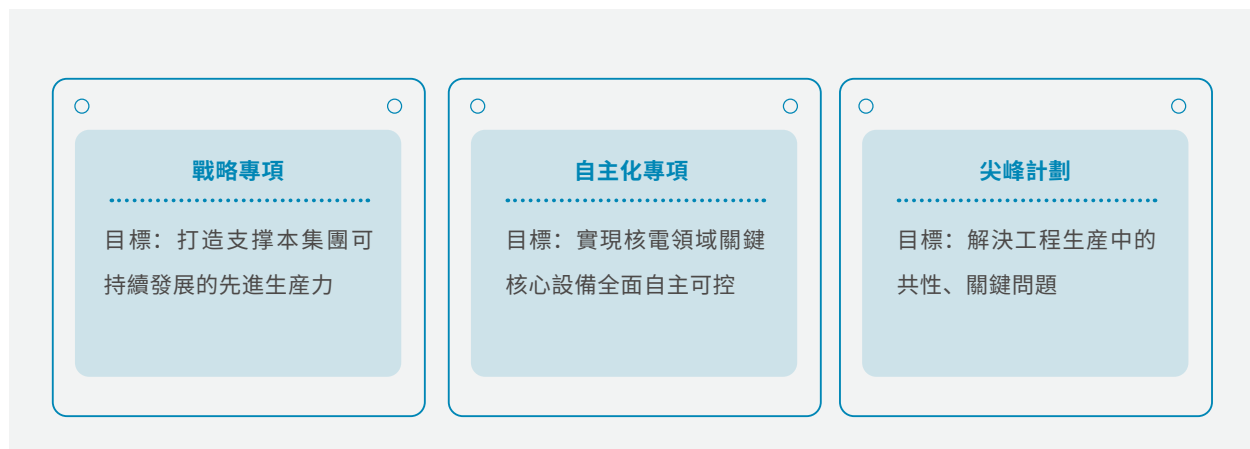 戰略專項
目標：打造支撐本集團可
持續發展的先進生産力
自主化專項
目標：實現核電領域關鍵
核心設備全面自主可控
尖峰計劃
目標：解決工程生産中的
共性、關鍵問題